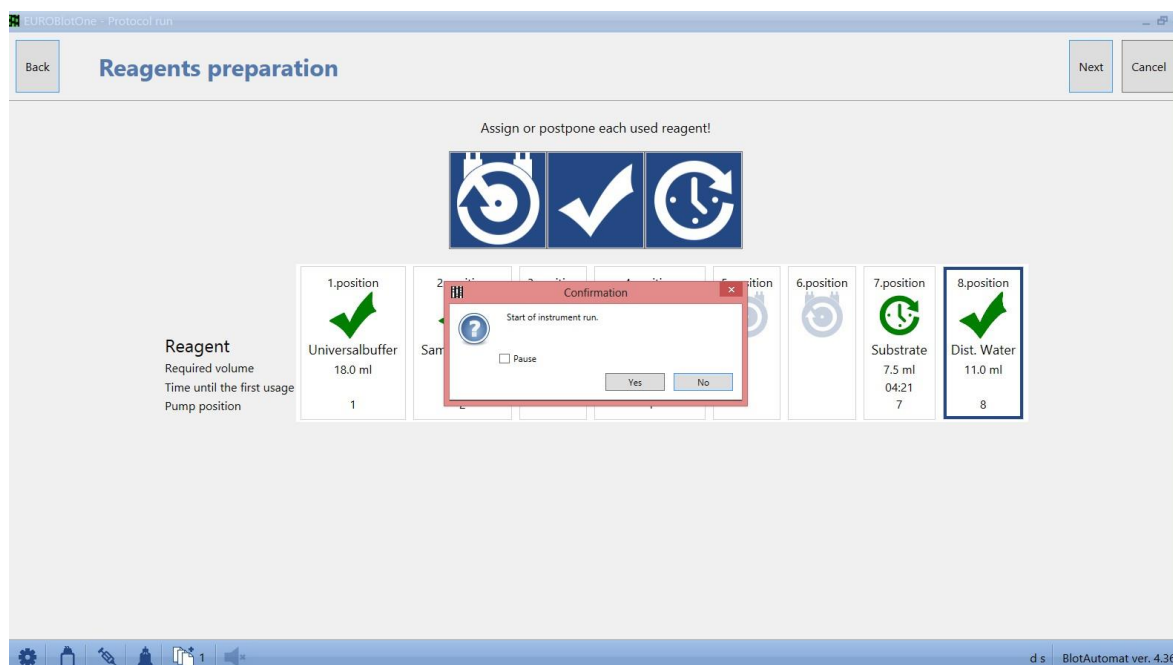 EUROBlotOne - Protocol run
Back
Reagents preparation
Next
Cancel
Assign or postpone each used reagent!
1.position
6.position
7.position
8.position
Confirmation
Start of instrument run.
Pause
Yes
No
Reagent
Universalbuffer
Sam
Substrate
Dist. Water
Required volume
18.0 ml
7.5 ml
11.0 ml
Time until the first usage
04:21
Pump position
1
7
8
1
d s
BlotAutomat ver. 4.36